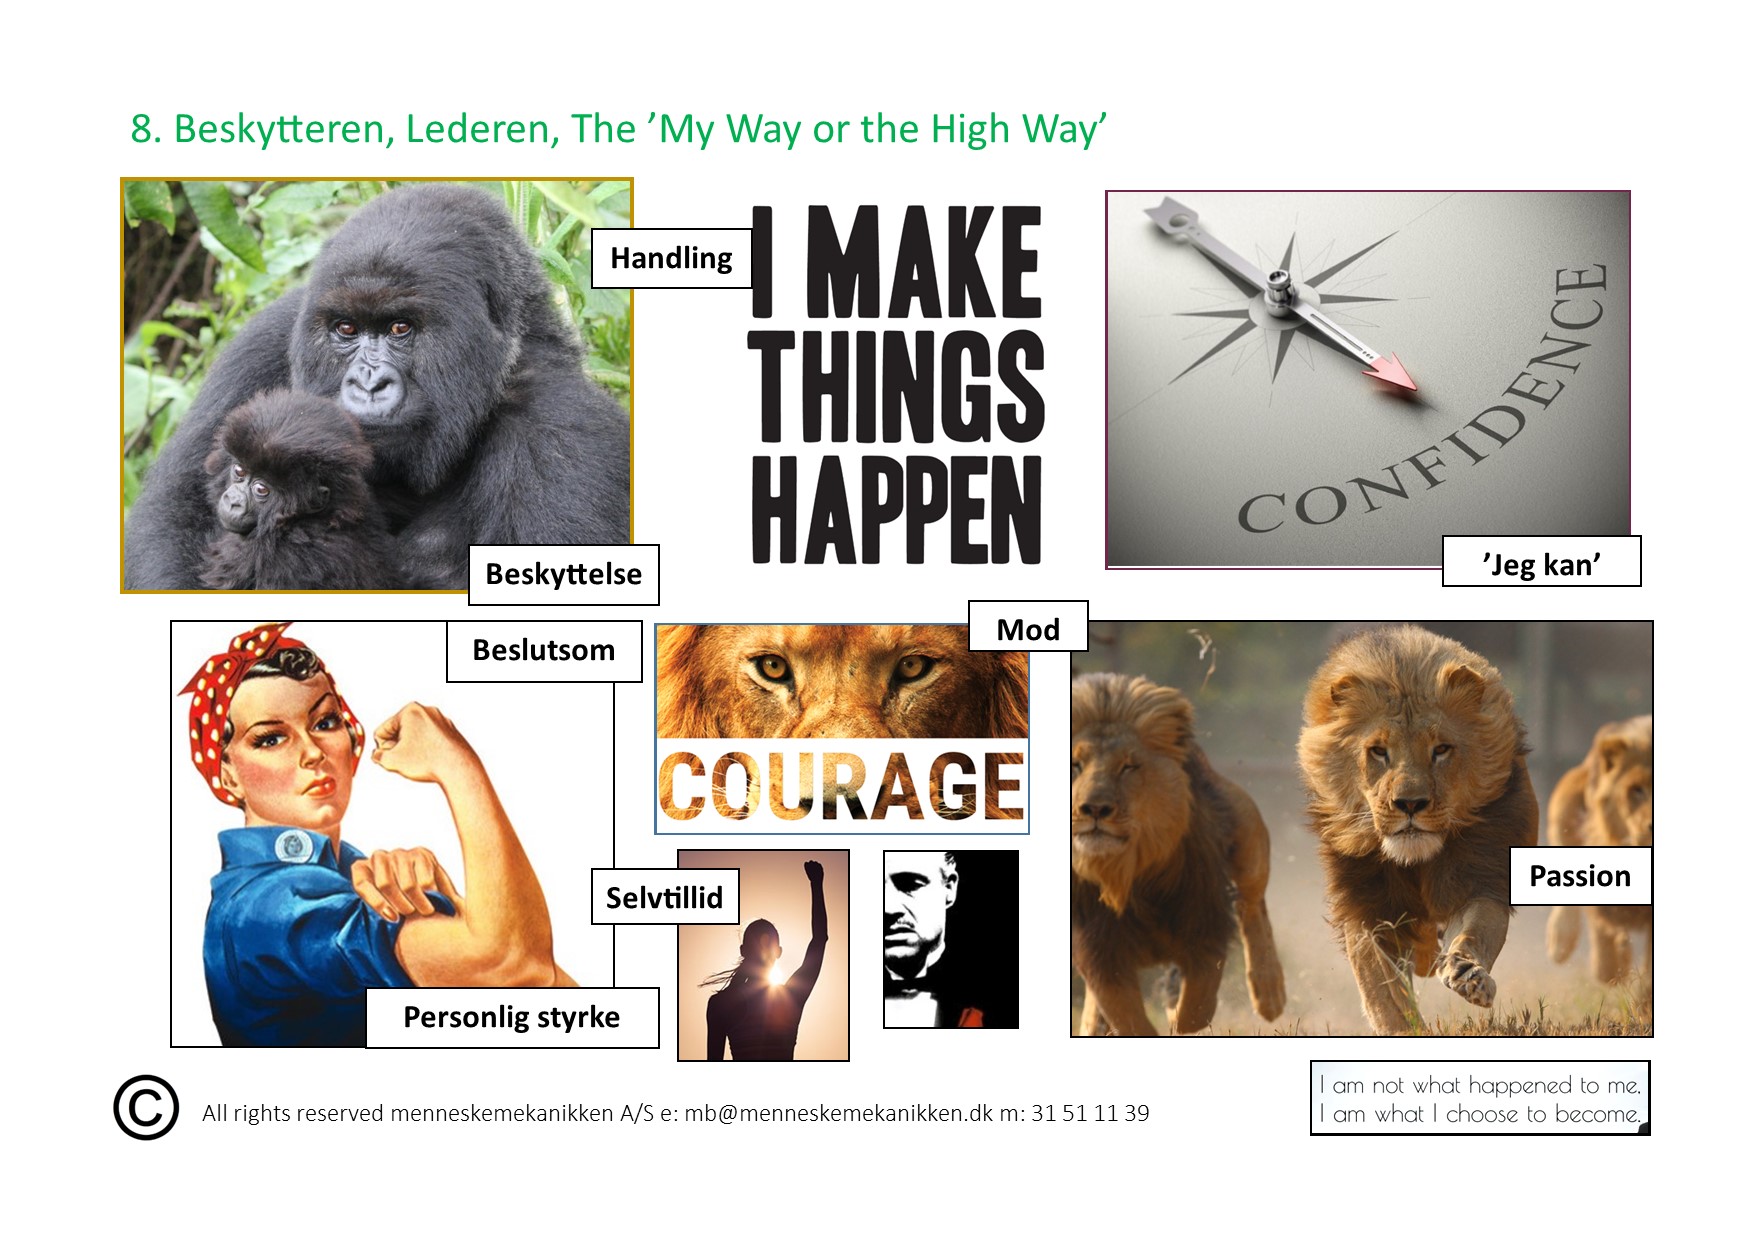 8. Beskytteren, Lederen, The ’My Way or the High Way’
Handling
I MAKE
THINGS
HAPPEN
CONFIDENCE
’Jeg kan’
Beskyttelse
Beslutsom
Mod
COURAGE
Passion
Selvtillid
Personlig styrke
© All rights reserved menneskemekanikken A/S e: mb@menneskemekanikken.dk m: 31 51 11 39
I am not what happened to me.
I am what I choose to become.